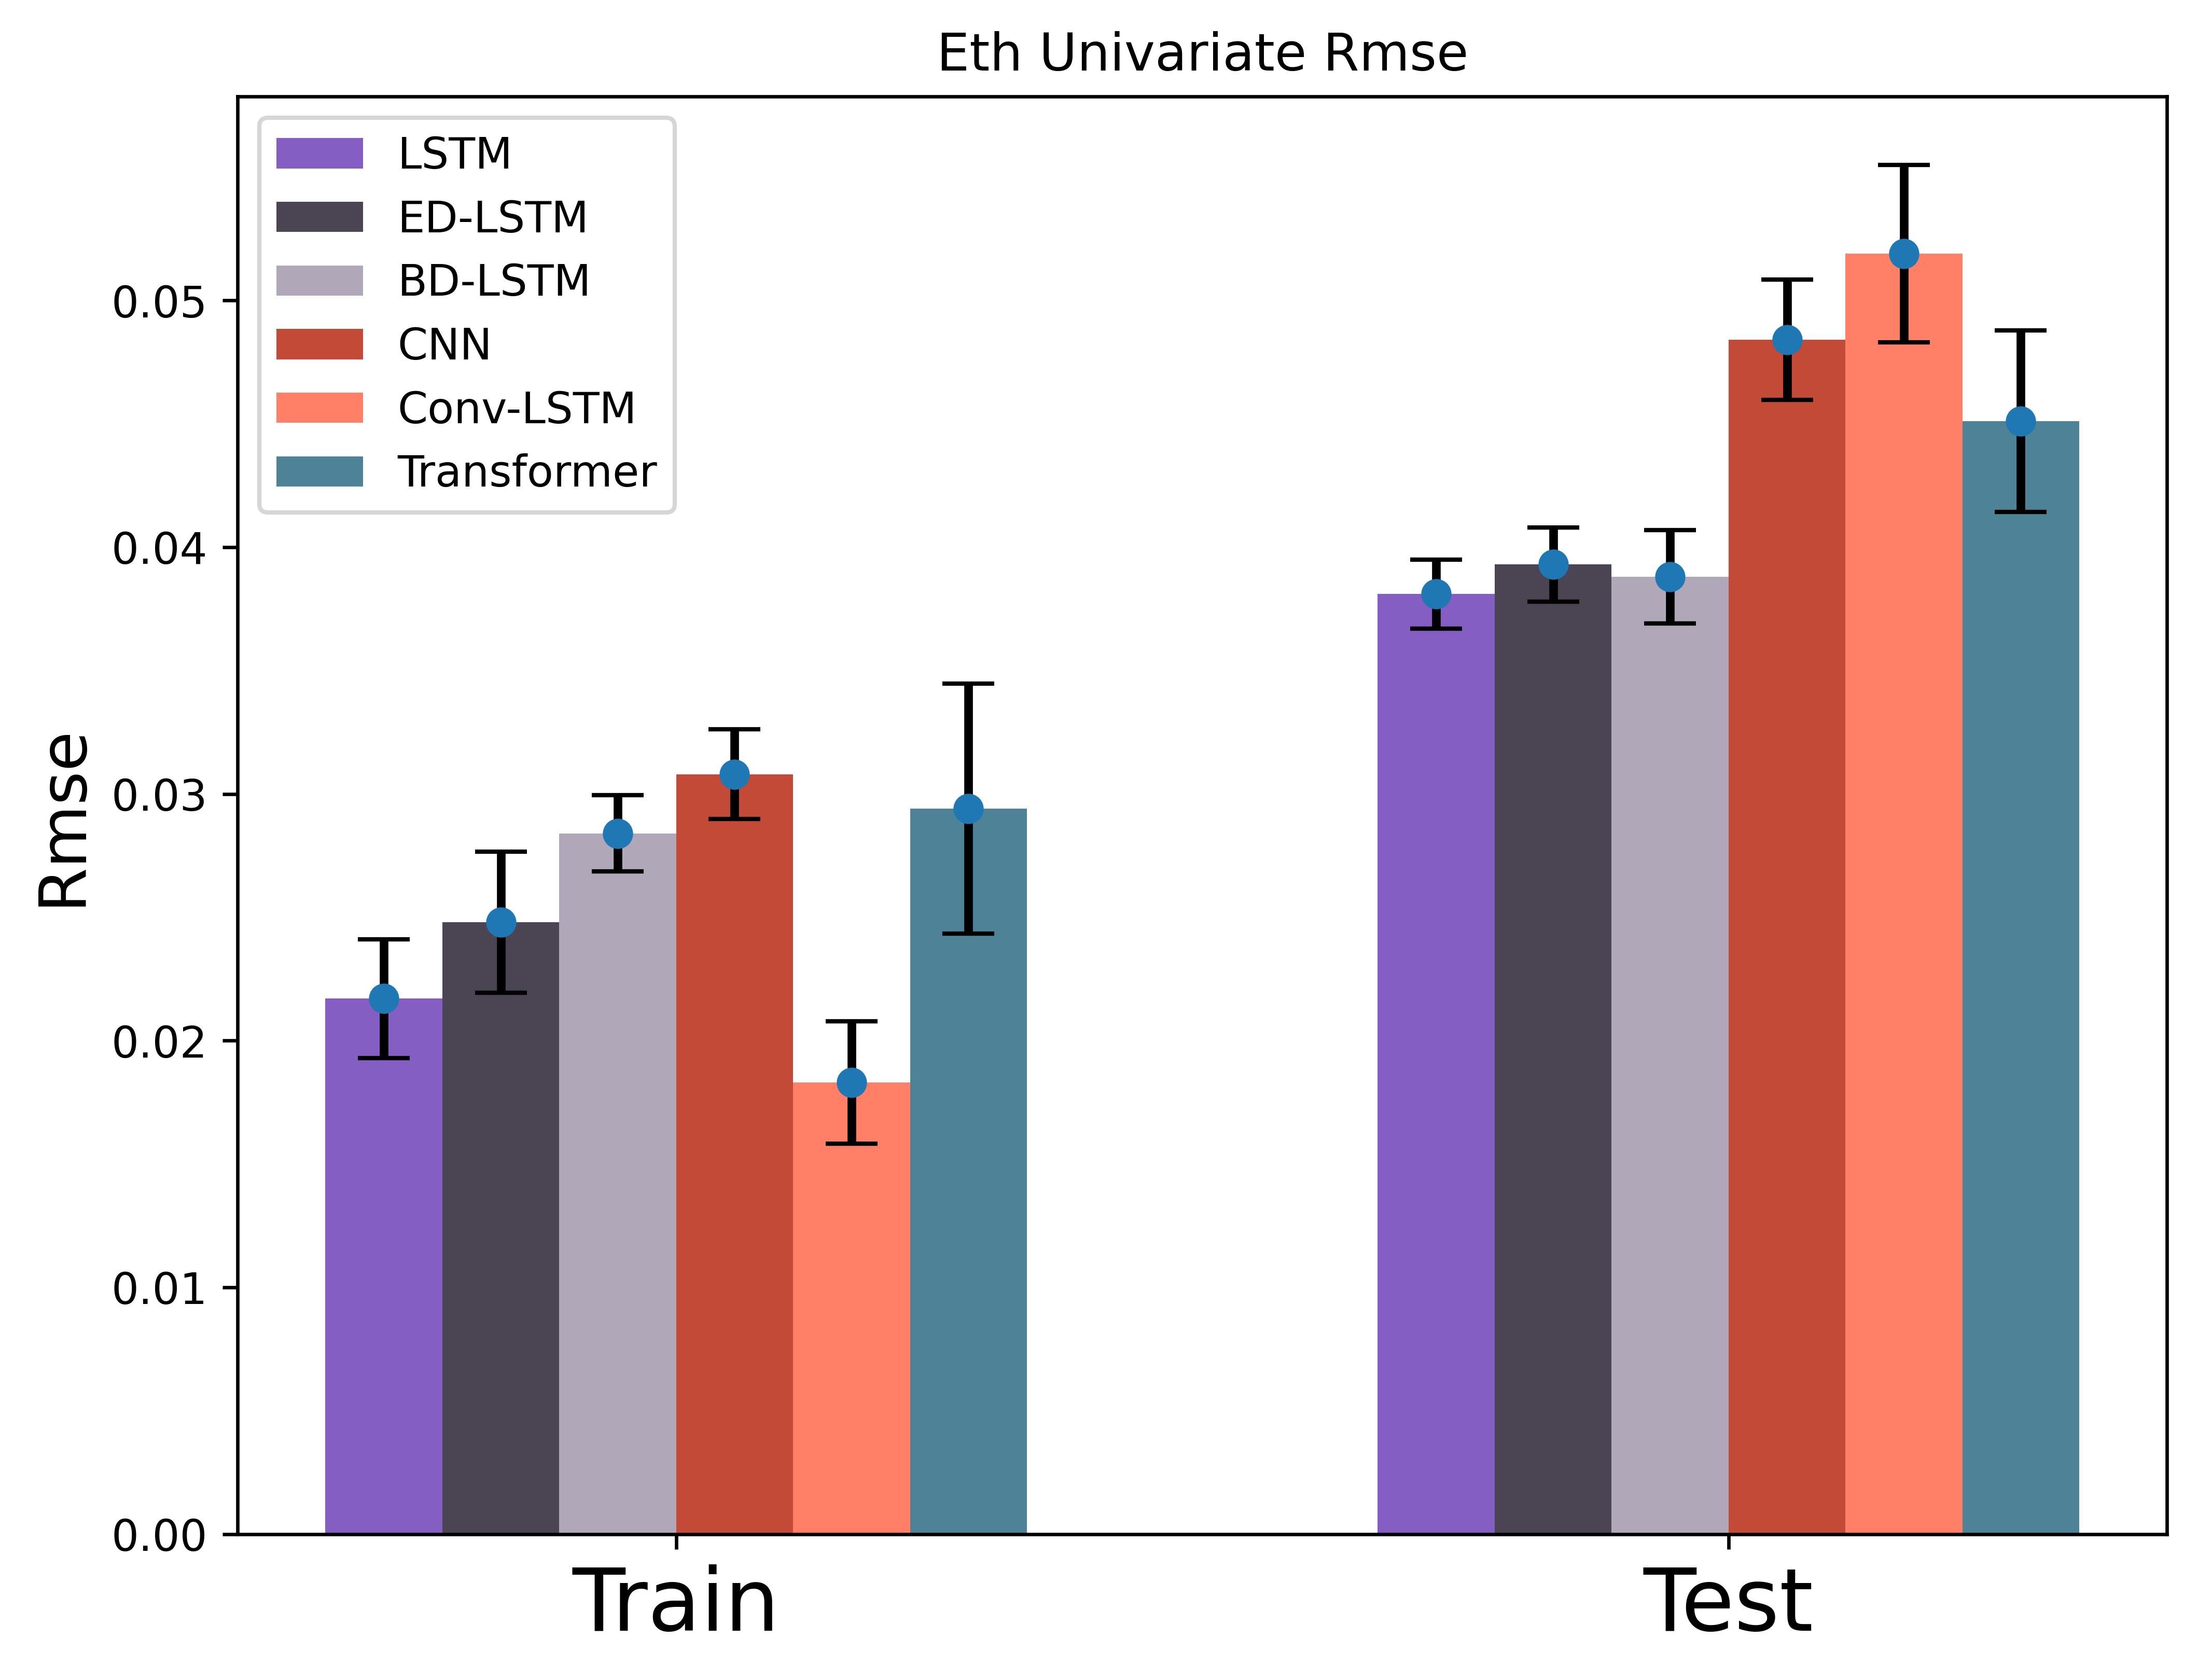 Eth Univariate Rmse
LSTM
ED-LSTM
BD-LSTM
CNN
Conv-LSTM
Transformer
Rmse
0.05
0.04
0.03
0.02
0.01
0.00
Train
Test